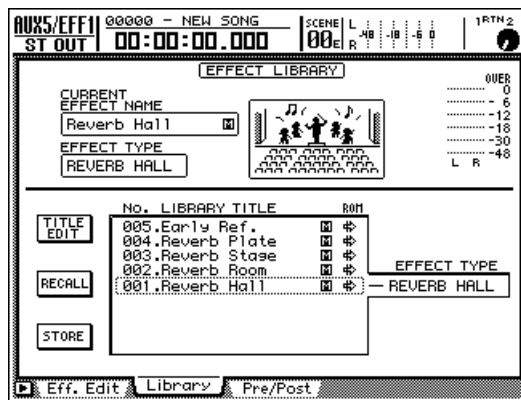 AUX5/EFF1
ST OUT
00000 - NEW SONG
00:00:00.000
SCENE
00E
L
R
-48 -18 -6 0
RTN2
EFFECT LIBRARY
CURRENT
EFFECT NAME
Reverb Hall M
EFFECT TYPE
REVERB HALL
OVER
0
- 6
-12
-18
-30
-48
L R
No. LIBRARY TITLE ROM
005.Early Ref. M
004.Reverb Plate M
003.Reverb Stage M
002.Reverb Room M
001.Reverb Hall M
TITLE
EDIT
RECALL
STORE
EFFECT TYPE
REVERB HALL
Eff. Edit Library Pre/Post